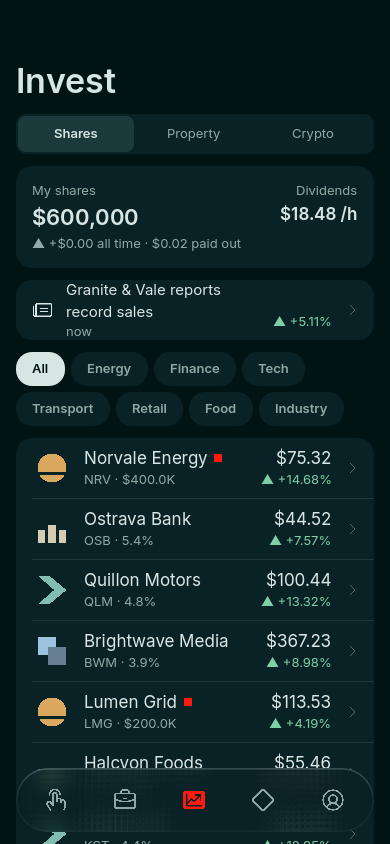 Invest
Shares Property Crypto
My shares Dividends
$600,000 $18.48 /h
▲ +$0.00 all time · $0.02 paid out
Granite & Vale reports
record sales
now ▲ +5.11%
All Energy Finance Tech
Transport Retail Food Industry
Norvale Energy $75.32
NRV · $400.0K ▲ +14.68%
Ostrava Bank $44.52
OSB · 5.4% ▲ +7.57%
Quillon Motors $100.44
QLM · 4.8% ▲ +13.32%
Brightwave Media $367.23
BWM · 3.9% ▲ +8.98%
Lumen Grid $113.53
LMG · $200.0K ▲ +4.19%
Halcyon Foods $55.46